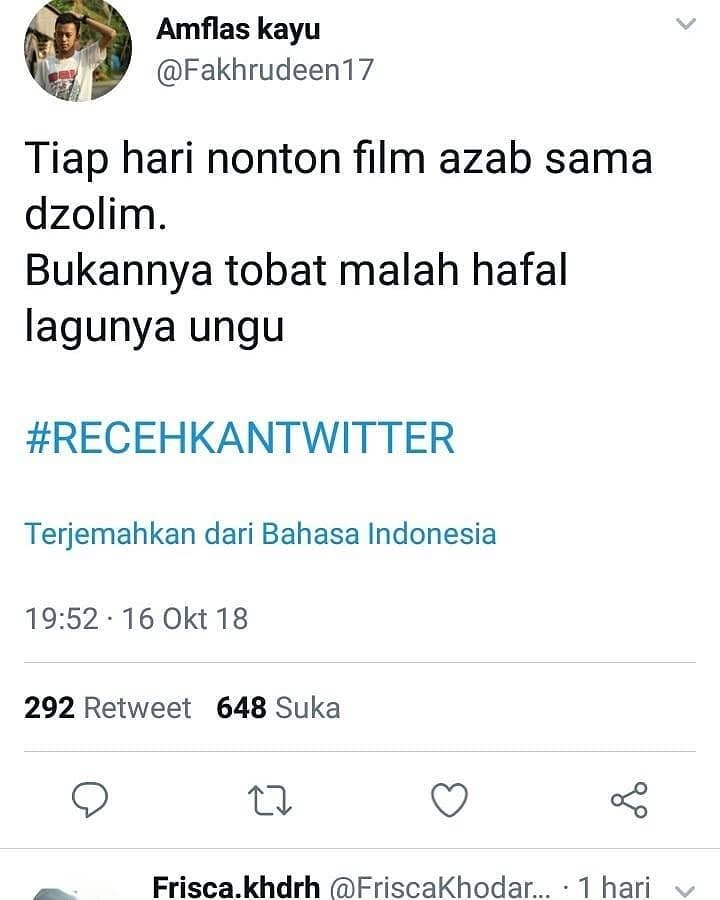 Amflas kayu
@Fakhrudeen17
Tiap hari nonton film azab sama
dzolim.
Bukannya tobat malah hafal
lagunya ungu
#RECEHKANTWITTER
Terjemahkan dari Bahasa Indonesia
19:52 · 16 Okt 18
292 Retweet 648 Suka
Frisca.khdrh @FriscaKhodar... · 1 hari